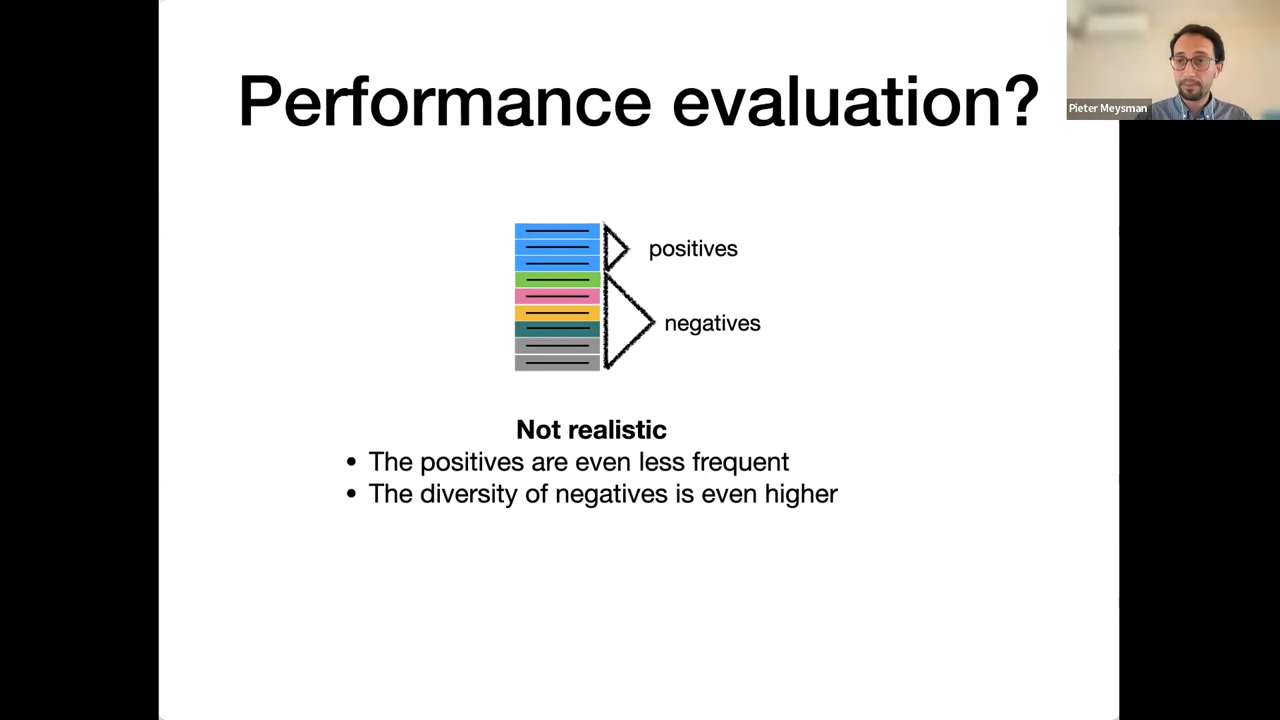 Performance evaluation?
Pieter Meysman
positives
negatives
Not realistic
• The positives are even less frequent
• The diversity of negatives is even higher